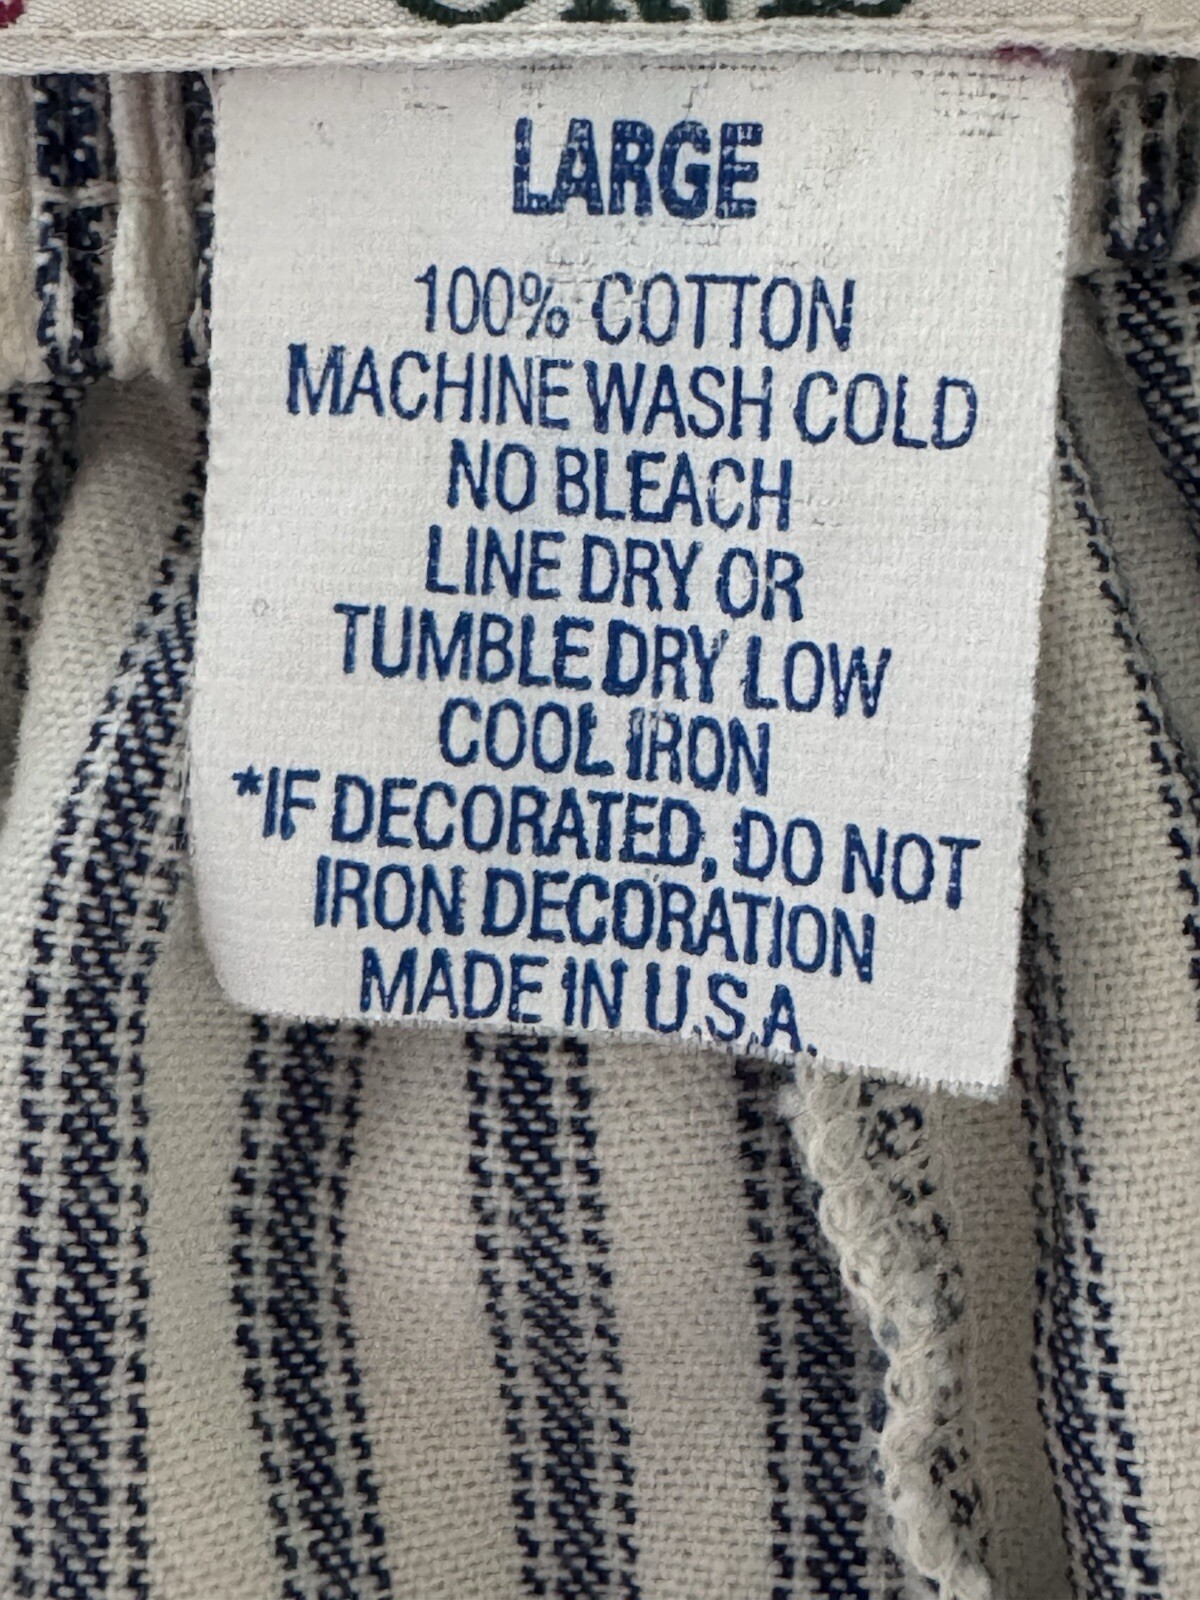 LARGE
100% COTTON
MACHINE WASH COLD
NO BLEACH
LINE DRY OR
TUMBLE DRY LOW
COOL IRON
*IF DECORATED, DO NOT
IRON DECORATION
MADE IN U.S.A.